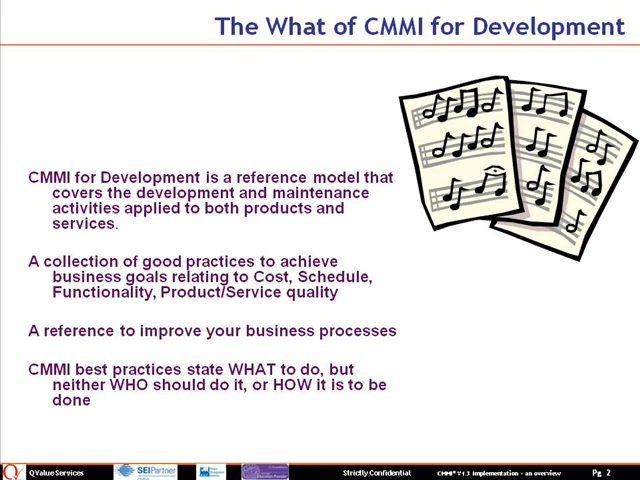 The What of CMMI for Development
CMMI for Development is a reference model that
covers the development and maintenance
activities applied to both products and
services.
A collection of good practices to achieve
business goals relating to Cost, Schedule,
Functionality, Product/Service quality
A reference to improve your business processes
CMMI best practices state WHAT to do, but
neither WHO should do it, or HOW it is to be
done
QValue Services
SEIPartner
Strictly Confidential
CMMI® V1.3 Implementation - an overview
Pg 2